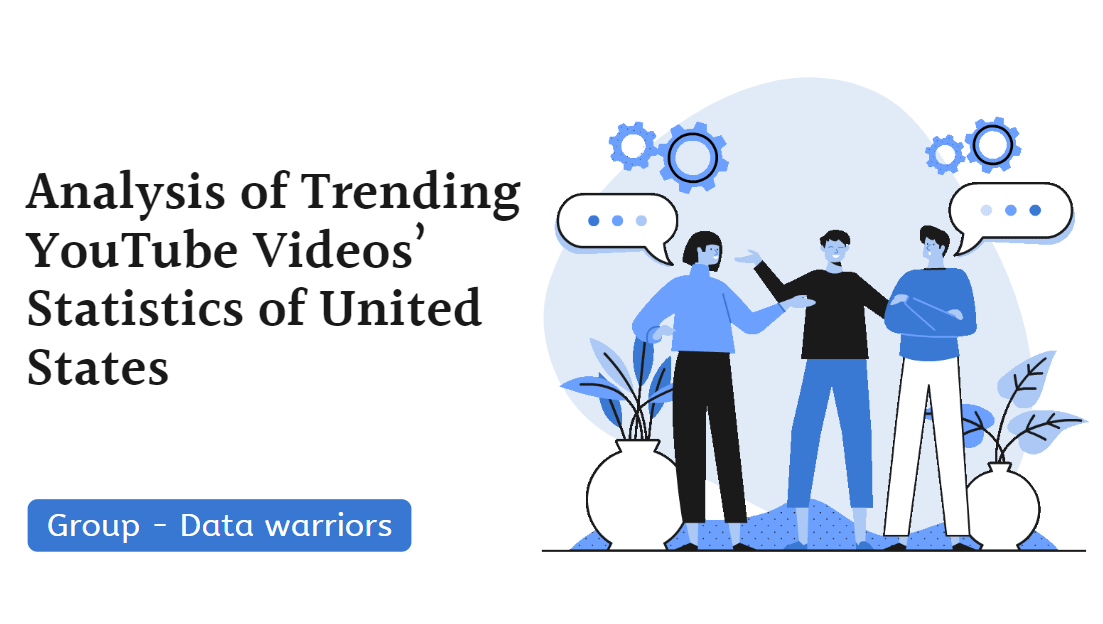 Analysis of Trending
YouTube Videos’
Statistics of United
States
Group - Data warriors